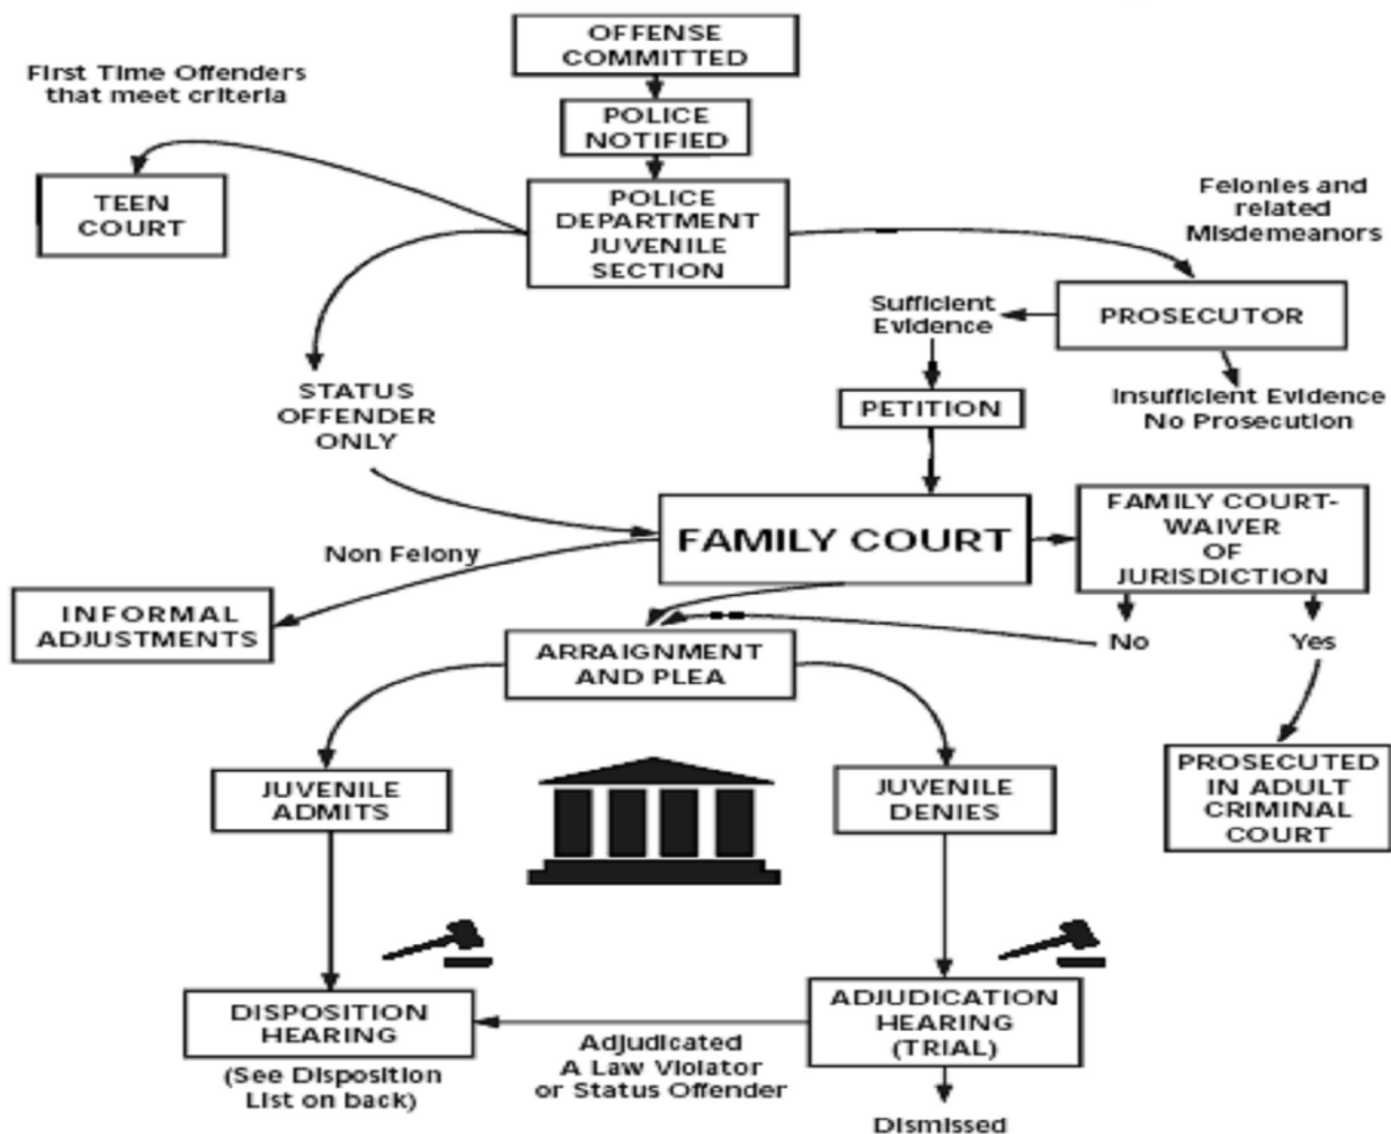 OFFENSE
COMMITTED
First Time Offenders
that meet criteria
POLICE
NOTIFIED
TEEN
COURT
POLICE
DEPARTMENT
JUVENILE
SECTION
Felonies and
related
Misdemeanors
Sufficient
Evidence
PROSECUTOR
STATUS
OFFENDER
ONLY
PETITION
Insufficient Evidence
No Prosecution
FAMILY COURT
FAMILY COURT-
WAIVER
OF
JURISDICTION
Non Felony
INFORMAL
ADJUSTMENTS
ARRAIGNMENT
AND PLEA
No
Yes
JUVENILE
ADMITS
JUVENILE
DENIES
PROSECUTED
IN ADULT
CRIMINAL
COURT
DISPOSITION
HEARING
(See Disposition
List on back)
Adjudicated
A Law Violator
or Status Offender
ADJUDICATION
HEARING
(TRIAL)
Dismissed